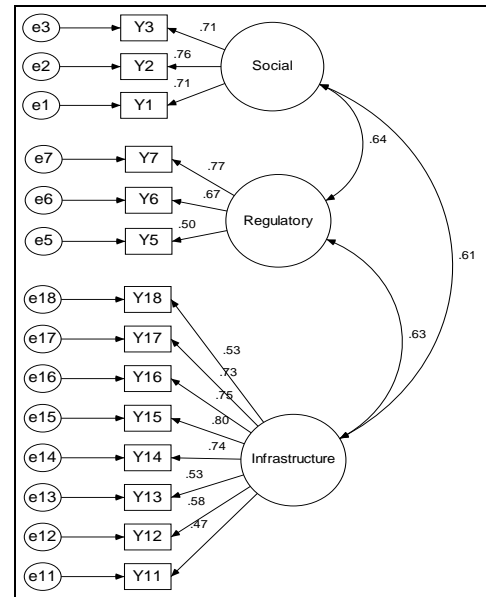 e3 Y3 .71
e2 Y2 .76 Social
e1 Y1 .71
.64
e7 Y7 .77
e6 Y6 .67 Regulatory
e5 Y5 .50
.61
.63
e18 Y18 .53
e17 Y17 .73
e16 Y16 .75
e15 Y15 .80
e14 Y14 .74 Infrastructure
e13 Y13 .53
e12 Y12 .58
e11 Y11 .47